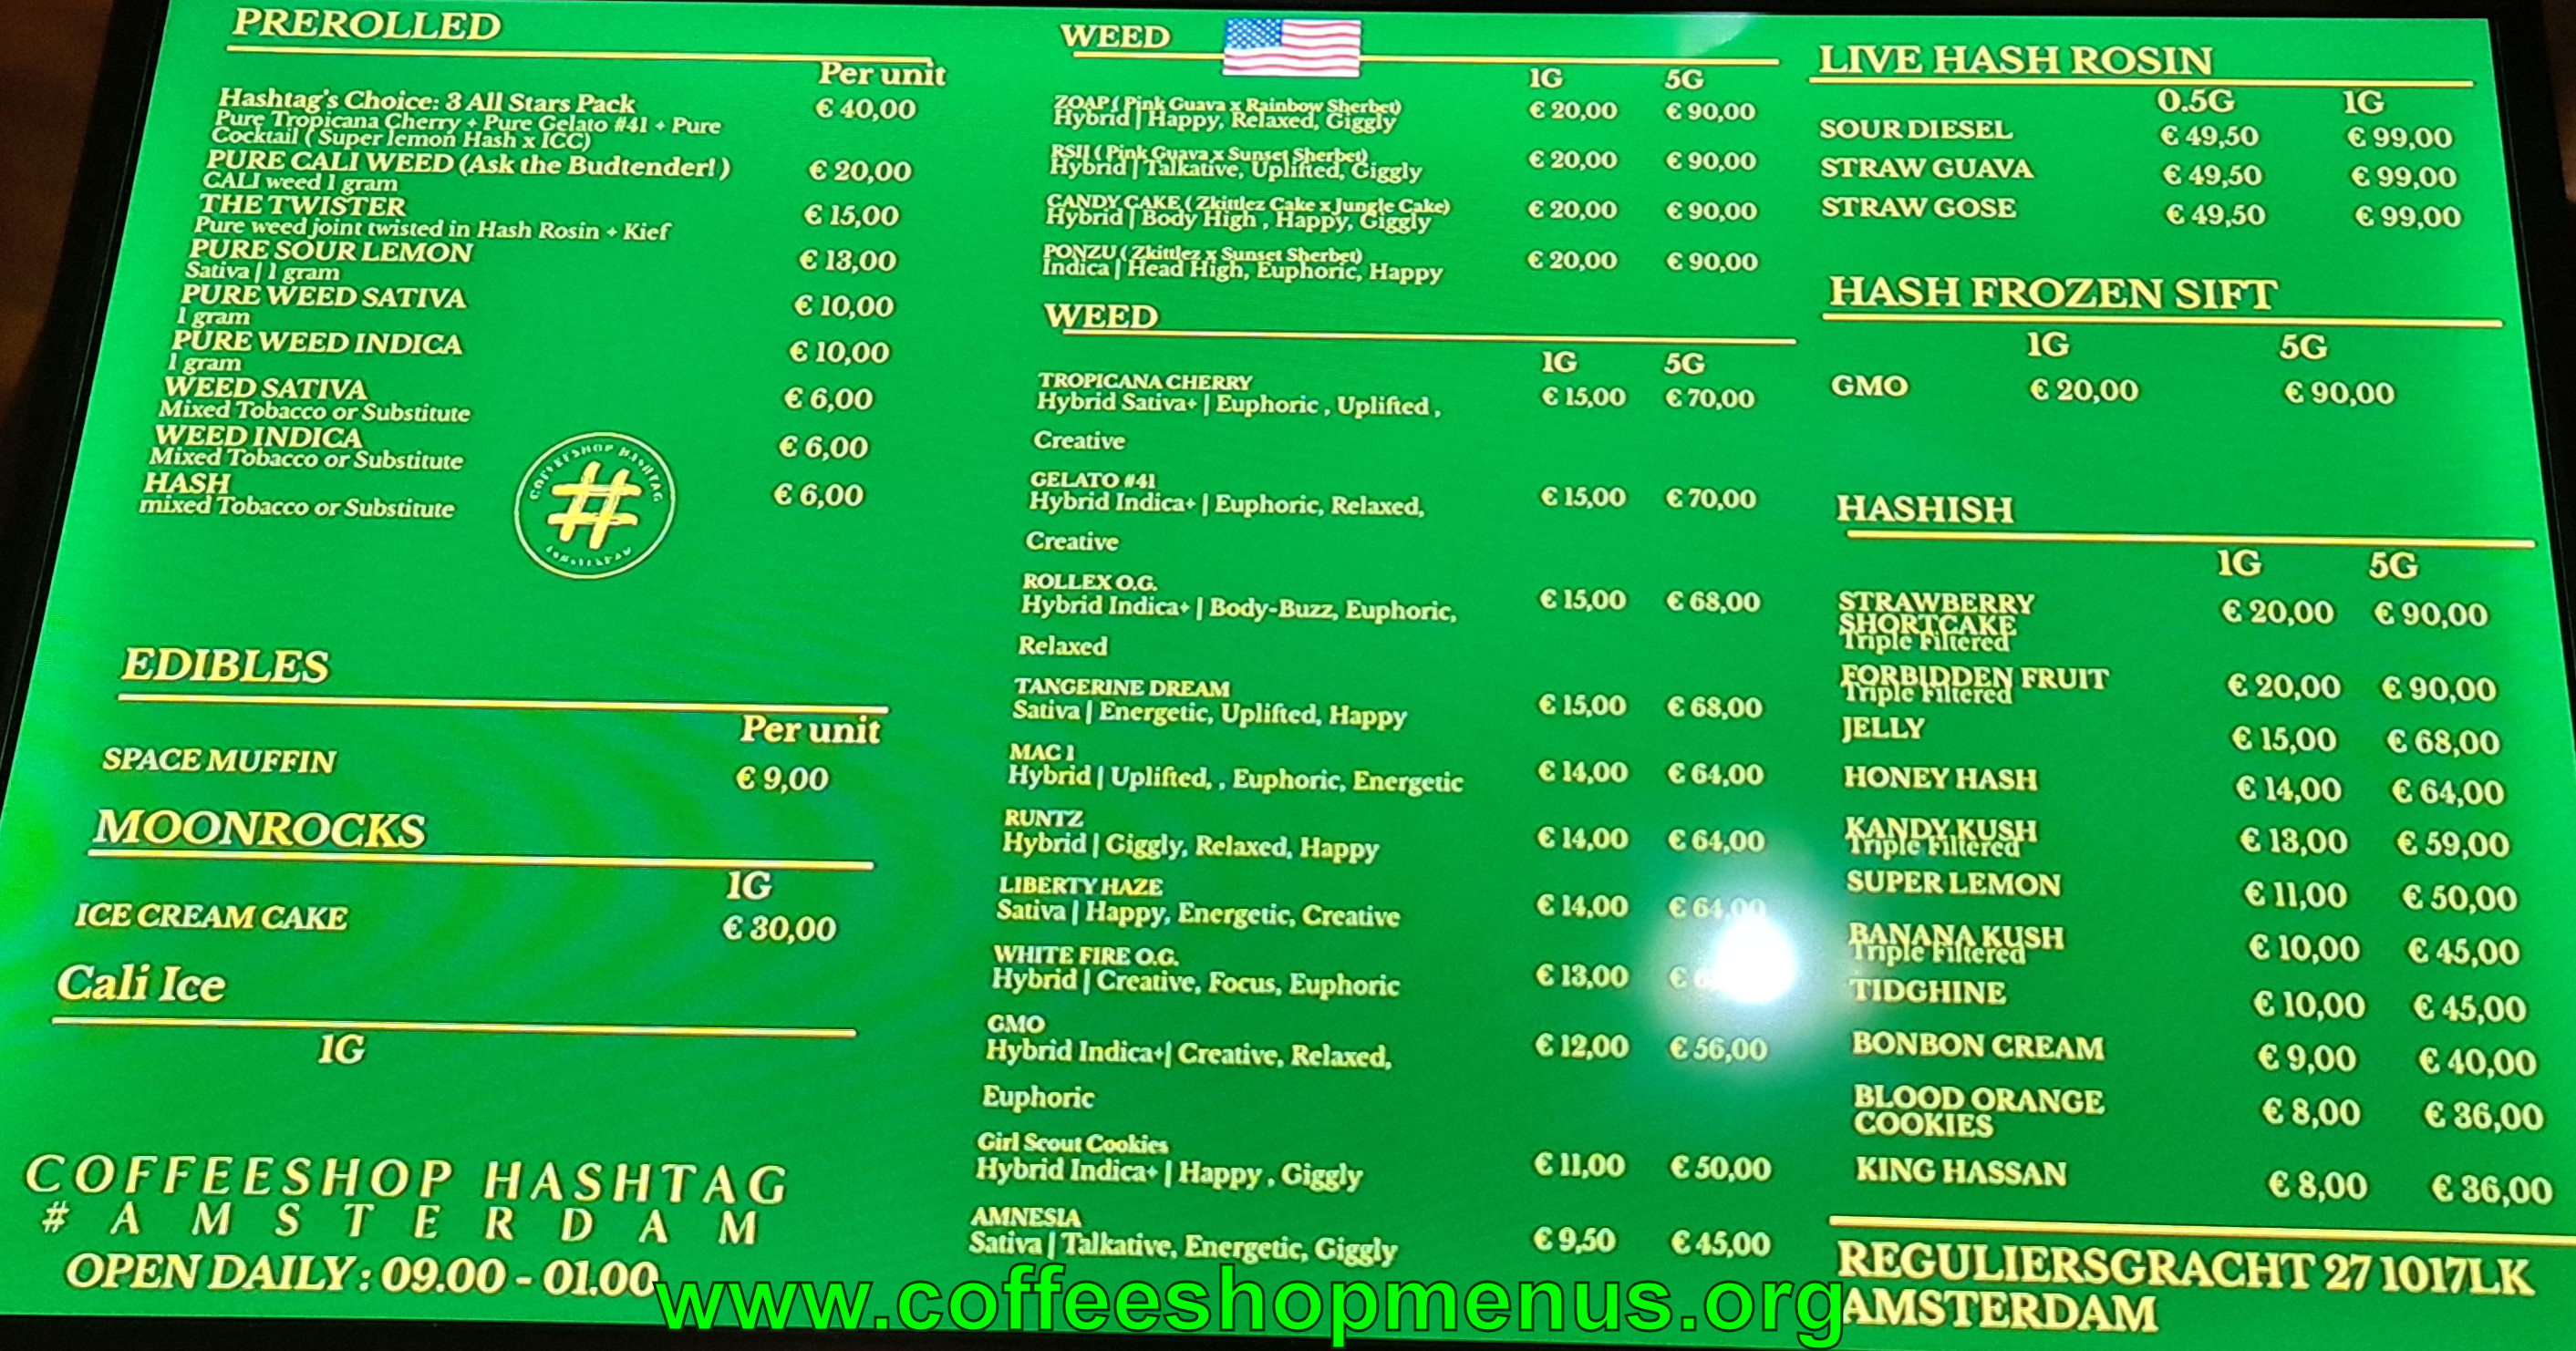 PREROLLED
Per unit
Hashtag's Choice: 3 All Stars Pack € 40,00
Pure Tropicana Cherry + Pure Gelato #41 + Pure
Cocktail ( Super lemon Hash x ICC)
PURE CALI WEED (Ask the Budtender! ) € 20,00
CALI weed 1 gram
THE TWISTER € 15,00
Pure weed joint twisted in Hash Rosin + Kief
PURE SOUR LEMON € 13,00
Sativa | 1 gram
PURE WEED SATIVA € 10,00
1 gram
PURE WEED INDICA € 10,00
1 gram
WEED SATIVA € 6,00
Mixed Tobacco or Substitute
WEED INDICA € 6,00
Mixed Tobacco or Substitute
HASH € 6,00
mixed Tobacco or Substitute
COFFEESHOP HASHTAG
#
AMSTERDAM
EDIBLES
Per unit
SPACE MUFFIN € 9,00
MOONROCKS
1G
ICE CREAM CAKE € 30,00
Cali Ice
1G
COFFEESHOP HASHTAG
# AMSTERDAM
OPEN DAILY : 09.00 - 01.00
WEED
1G 5G
ZOAP ( Pink Guava x Rainbow Sherbet) € 20,00 € 90,00
Hybrid | Happy, Relaxed, Giggly
RS11 ( Pink Guava x Sunset Sherbet) € 20,00 € 90,00
Hybrid | Talkative, Uplifted, Giggly
CANDY CAKE ( Zkittlez Cake x Jungle Cake) € 20,00 € 90,00
Hybrid | Body High , Happy, Giggly
PONZU ( Zkittlez x Sunset Sherbet) € 20,00 € 90,00
Indica | Head High, Euphoric, Happy
WEED
1G 5G
TROPICANA CHERRY
Hybrid Sativa+ | Euphoric , Uplifted , € 15,00 € 70,00
Creative
GELATO #41
Hybrid Indica+ | Euphoric, Relaxed, € 15,00 € 70,00
Creative
ROLLEX O.G.
Hybrid Indica+ | Body-Buzz, Euphoric, € 15,00 € 68,00
Relaxed
TANGERINE DREAM
Sativa | Energetic, Uplifted, Happy € 15,00 € 68,00
MAC 1
Hybrid | Uplifted, , Euphoric, Energetic € 14,00 € 64,00
RUNTZ
Hybrid | Giggly, Relaxed, Happy € 14,00 € 64,00
LIBERTY HAZE
Sativa | Happy, Energetic, Creative € 14,00 € 64,00
WHITE FIRE O.G.
Hybrid | Creative, Focus, Euphoric € 13,00 €
GMO
Hybrid Indica+| Creative, Relaxed, € 12,00 € 56,00
Euphoric
Girl Scout Cookies
Hybrid Indica+ | Happy , Giggly € 11,00 € 50,00
AMNESIA
Sativa | Talkative, Energetic, Giggly € 9,50 € 45,00
LIVE HASH ROSIN
0.5G 1G
SOUR DIESEL € 49,50 € 99,00
STRAW GUAVA € 49,50 € 99,00
STRAW GOSE € 49,50 € 99,00
HASH FROZEN SIFT
1G 5G
GMO € 20,00 € 90,00
HASHISH
1G 5G
STRAWBERRY € 20,00 € 90,00
SHORTCAKE
Triple Filtered
FORBIDDEN FRUIT € 20,00 € 90,00
Triple Filtered
JELLY € 15,00 € 68,00
HONEY HASH € 14,00 € 64,00
KANDY KUSH € 13,00 € 59,00
Triple Filtered
SUPER LEMON € 11,00 € 50,00
BANANA KUSH € 10,00 € 45,00
Triple Filtered
TIDGHINE € 10,00 € 45,00
BONBON CREAM € 9,00 € 40,00
BLOOD ORANGE € 8,00 € 36,00
COOKIES
KING HASSAN € 8,00 € 36,00
REGULIERSGRACHT 27 1017LK
AMSTERDAM
www.coffeeshopmenus.org